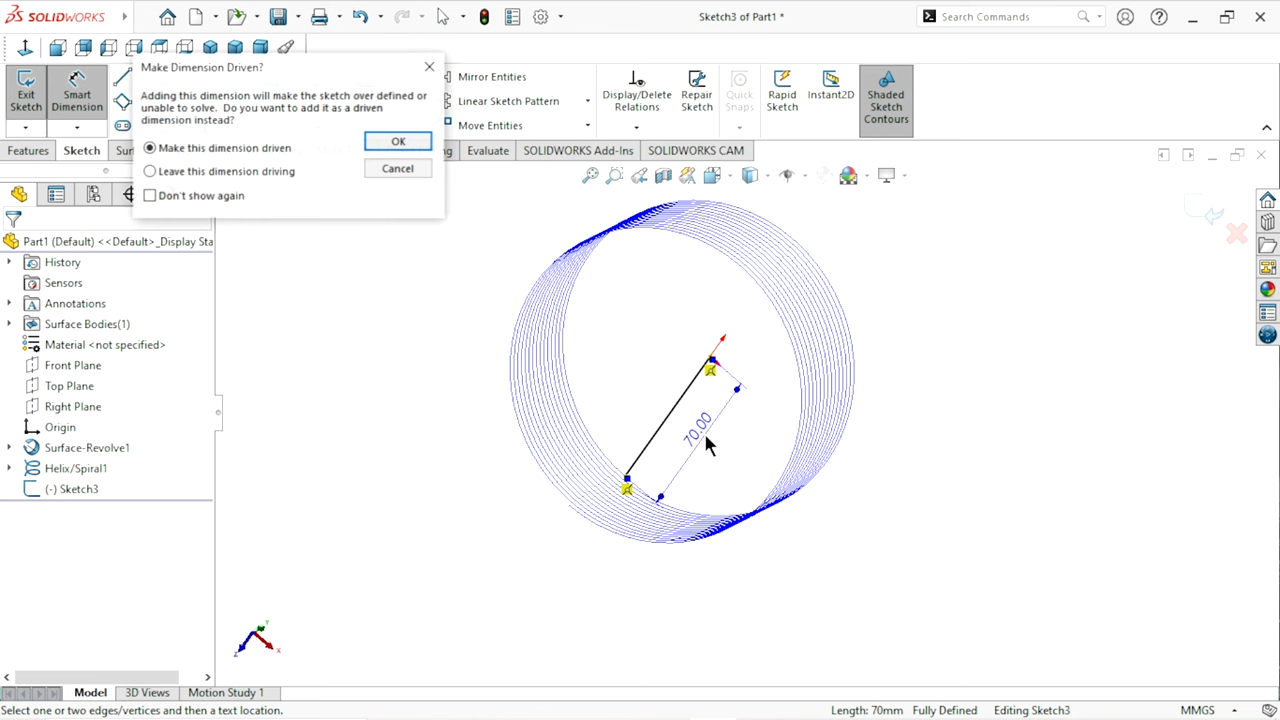 SOLIDWORKS
Sketch3 of Part1 *
Search Commands
Make Dimension Driven?
Adding this dimension will make the sketch over defined or
unable to solve. Do you want to add it as a driven
dimension instead?
Make this dimension driven
Leave this dimension driving
Don't show again
OK
Cancel
Exit
Sketch
Smart
Dimension
Mirror Entities
Linear Sketch Pattern
Move Entities
Display/Delete
Relations
Repair
Sketch
Quick
Snaps
Rapid
Sketch
Instant2D
Shaded
Sketch
Contours
Features
Sketch
Sur
Evaluate
SOLIDWORKS Add-Ins
SOLIDWORKS CAM
Part1 (Default) <<Default>_Display Sta
History
Sensors
Annotations
Surface Bodies(1)
Material <not specified>
Front Plane
Top Plane
Right Plane
Origin
Surface-Revolve1
Helix/Spiral1
(-) Sketch3
70.00
Y
Z
X
Model
3D Views
Motion Study 1
Select one or two edges/vertices and then a text location.
Length: 70mm
Fully Defined
Editing Sketch3
MMGS